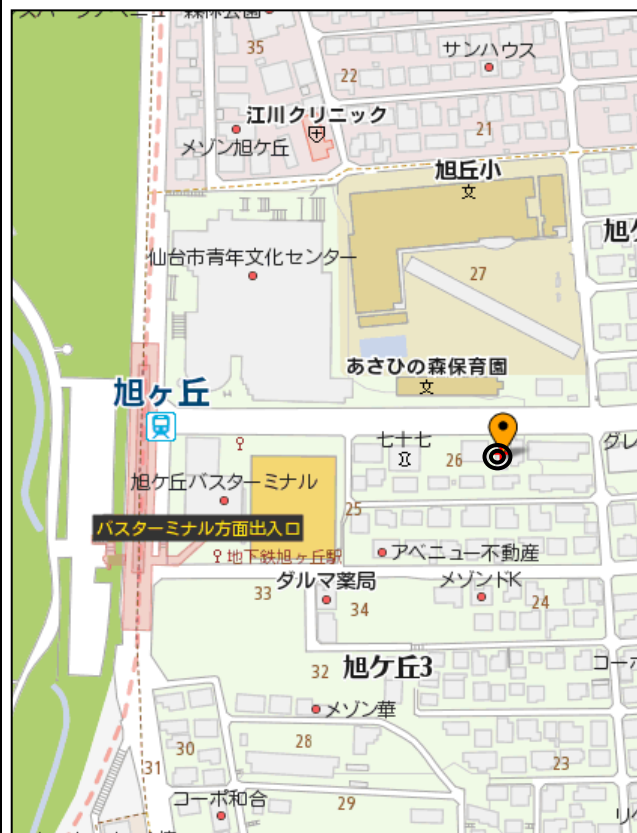 森林公園
35
サンハウス
22
江川クリニック
21
メゾン旭ケ丘
旭丘小
旭ケ
仙台市青年文化センター
27
あさひの森保育園
旭ヶ丘
七十七
26
グレ
旭ケ丘バスターミナル
25
バスターミナル方面出入口
地下鉄旭ヶ丘駅
アベニュー不動産
33
ダルマ薬局
メゾンドK
34
24
32
旭ケ丘3
コーポ
メゾン華
30
28
31
23
コーポ和合
29
リ